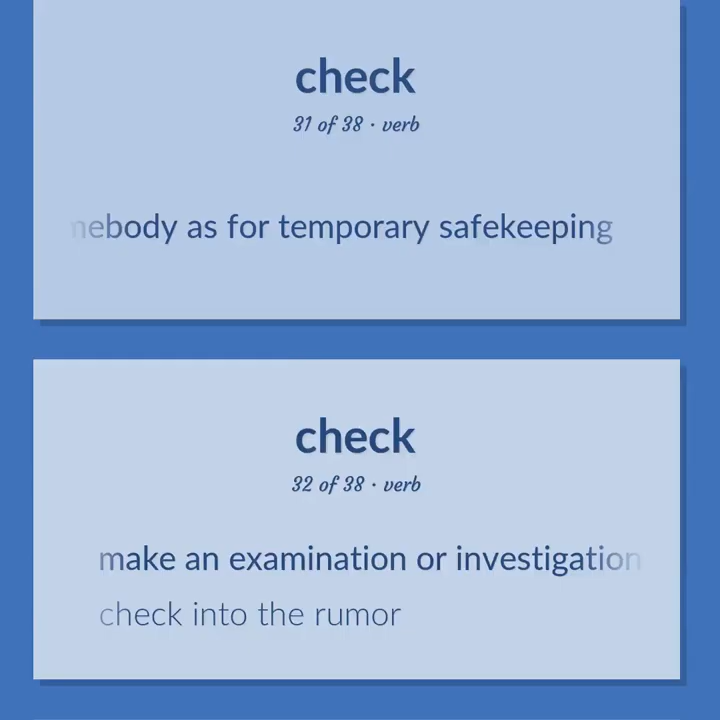 check
31 of 38 · verb
nebody as for temporary safekeeping
check
32 of 38 · verb
make an examination or investigation
check into the rumor